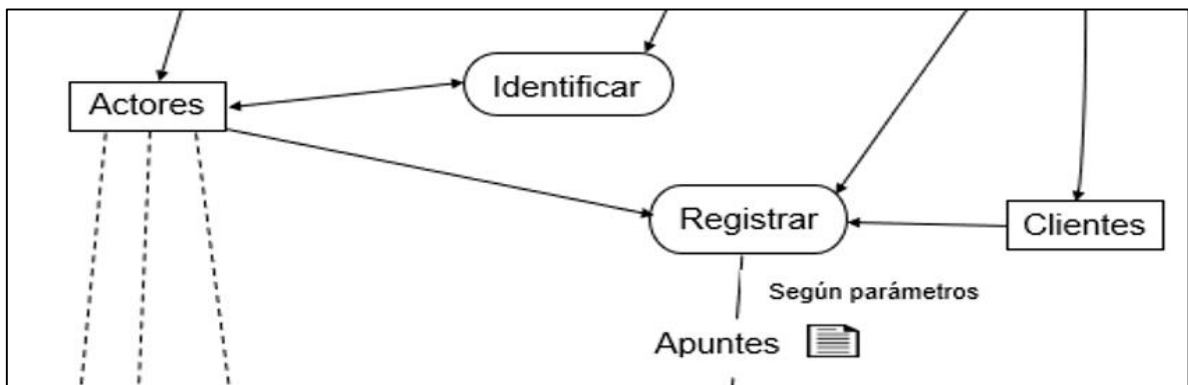 Identificar
Actores
Registrar
Clientes
Según parámetros
Apuntes